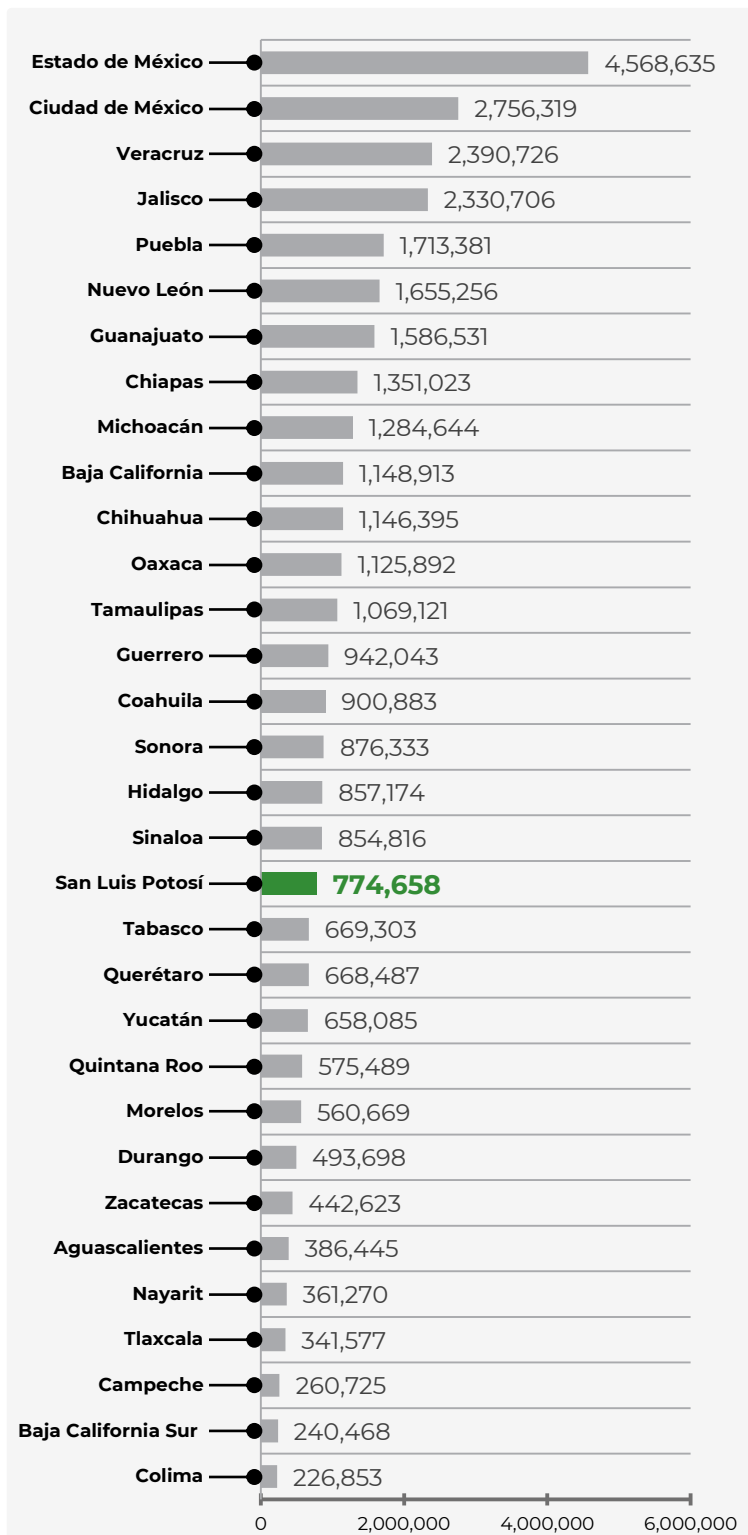 Estado de México 4,568,635
Ciudad de México 2,756,319
Veracruz 2,390,726
Jalisco 2,330,706
Puebla 1,713,381
Nuevo León 1,655,256
Guanajuato 1,586,531
Chiapas 1,351,023
Michoacán 1,284,644
Baja California 1,148,913
Chihuahua 1,146,395
Oaxaca 1,125,892
Tamaulipas 1,069,121
Guerrero 942,043
Coahuila 900,883
Sonora 876,333
Hidalgo 857,174
Sinaloa 854,816
San Luis Potosí 774,658
Tabasco 669,303
Querétaro 668,487
Yucatán 658,085
Quintana Roo 575,489
Morelos 560,669
Durango 493,698
Zacatecas 442,623
Aguascalientes 386,445
Nayarit 361,270
Tlaxcala 341,577
Campeche 260,725
Baja California Sur 240,468
Colima 226,853
0 2,000,000 4,000,000 6,000,000